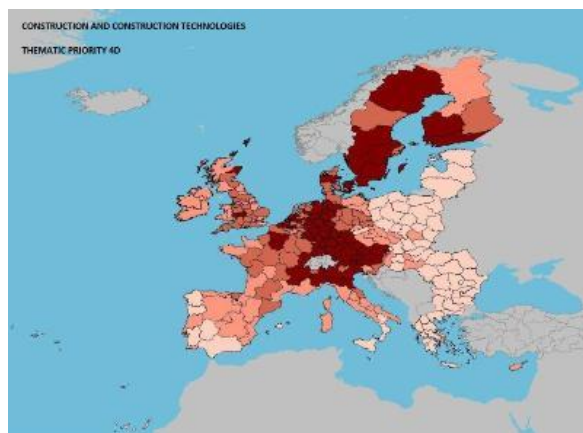 CONSTRUCTION AND CONSTRUCTION TECHNOLOGIES
THEMATIC PRIORITY 4D